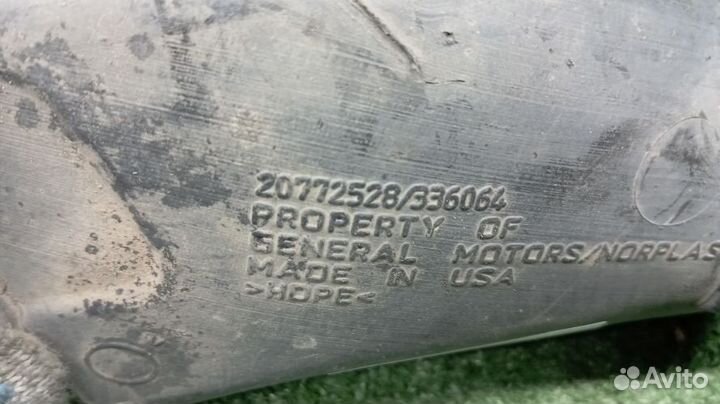 20772528/336064
PROPERTY OF
GENERAL MOTORS/NORPLAS
MADE IN USA
>HDPE<
Avito